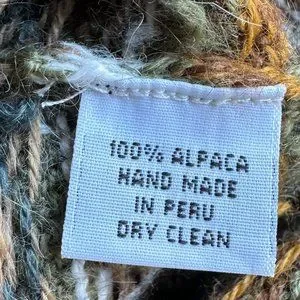 100% ALPACA
HAND MADE
IN PERU
DRY CLEAN